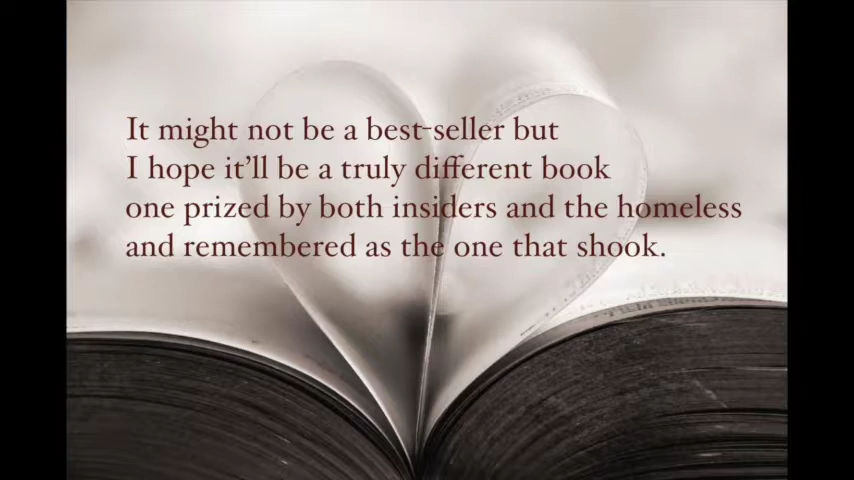 It might not be a best-seller but
I hope it'll be a truly different book
one prized by both insiders and the homeless
and remembered as the one that shook.